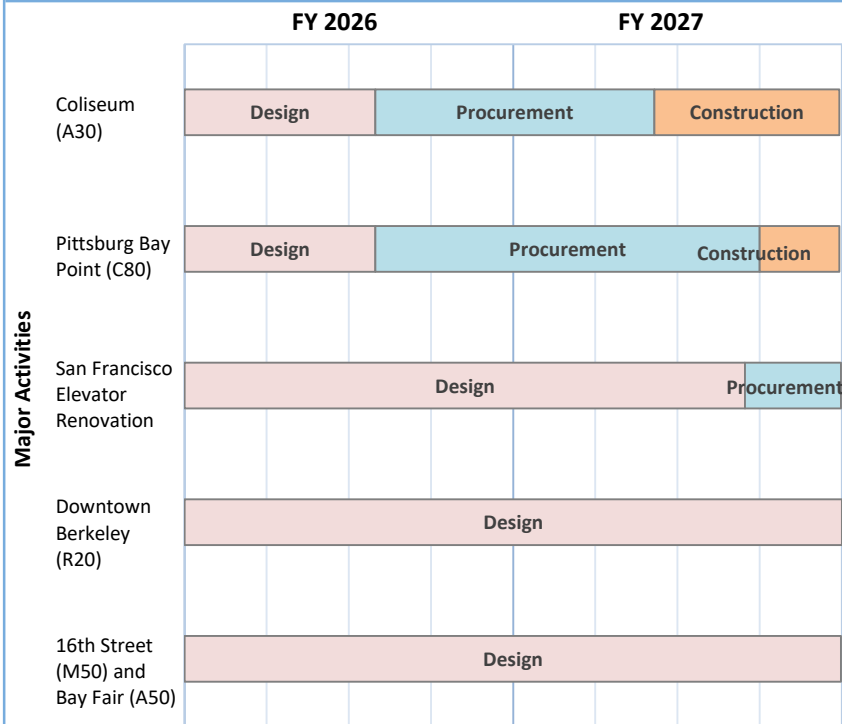 FY 2026 FY 2027
Major Activities
Coliseum
(A30)
Design Procurement Construction
Pittsburg Bay
Point (C80)
Design Procurement Construction
San Francisco
Elevator
Renovation
Design Procurement
Downtown
Berkeley
(R20)
Design
16th Street
(M50) and
Bay Fair (A50)
Design